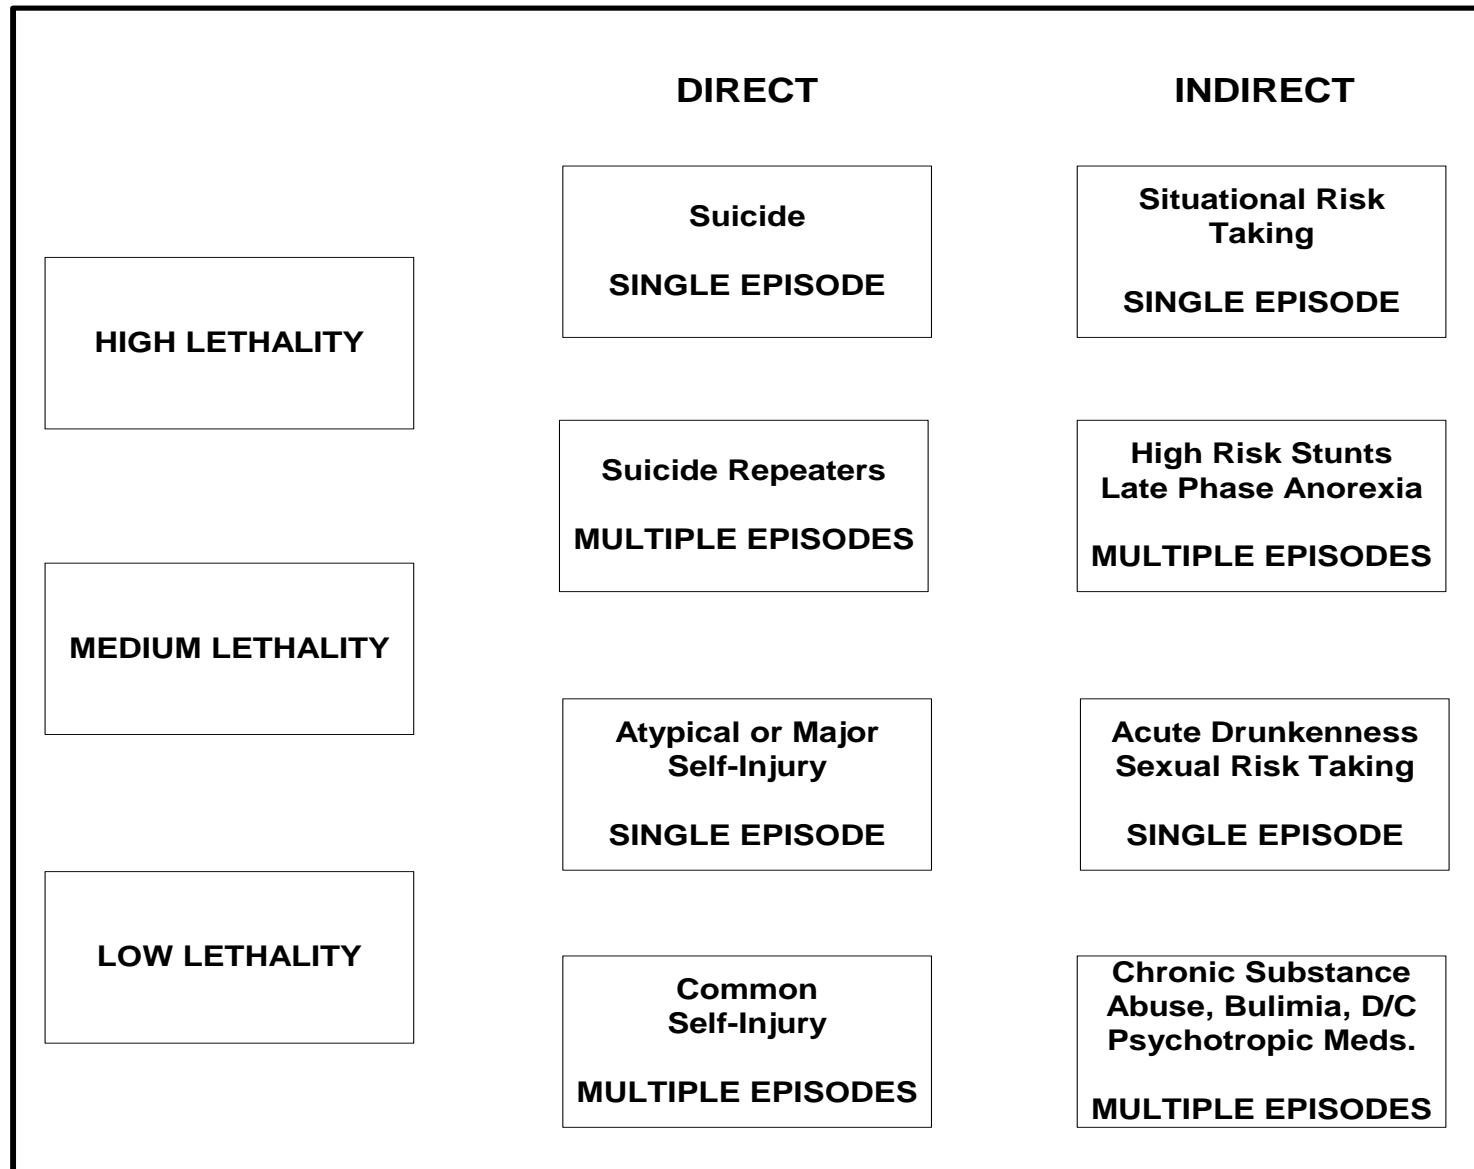 DIRECT
INDIRECT
HIGH LETHALITY
MEDIUM LETHALITY
LOW LETHALITY
Suicide
SINGLE EPISODE
Situational Risk
Taking
SINGLE EPISODE
Suicide Repeaters
MULTIPLE EPISODES
High Risk Stunts
Late Phase Anorexia
MULTIPLE EPISODES
Atypical or Major
Self-Injury
SINGLE EPISODE
Acute Drunkenness
Sexual Risk Taking
SINGLE EPISODE
Common
Self-Injury
MULTIPLE EPISODES
Chronic Substance
Abuse, Bulimia, D/C
Psychotropic Meds.
MULTIPLE EPISODES